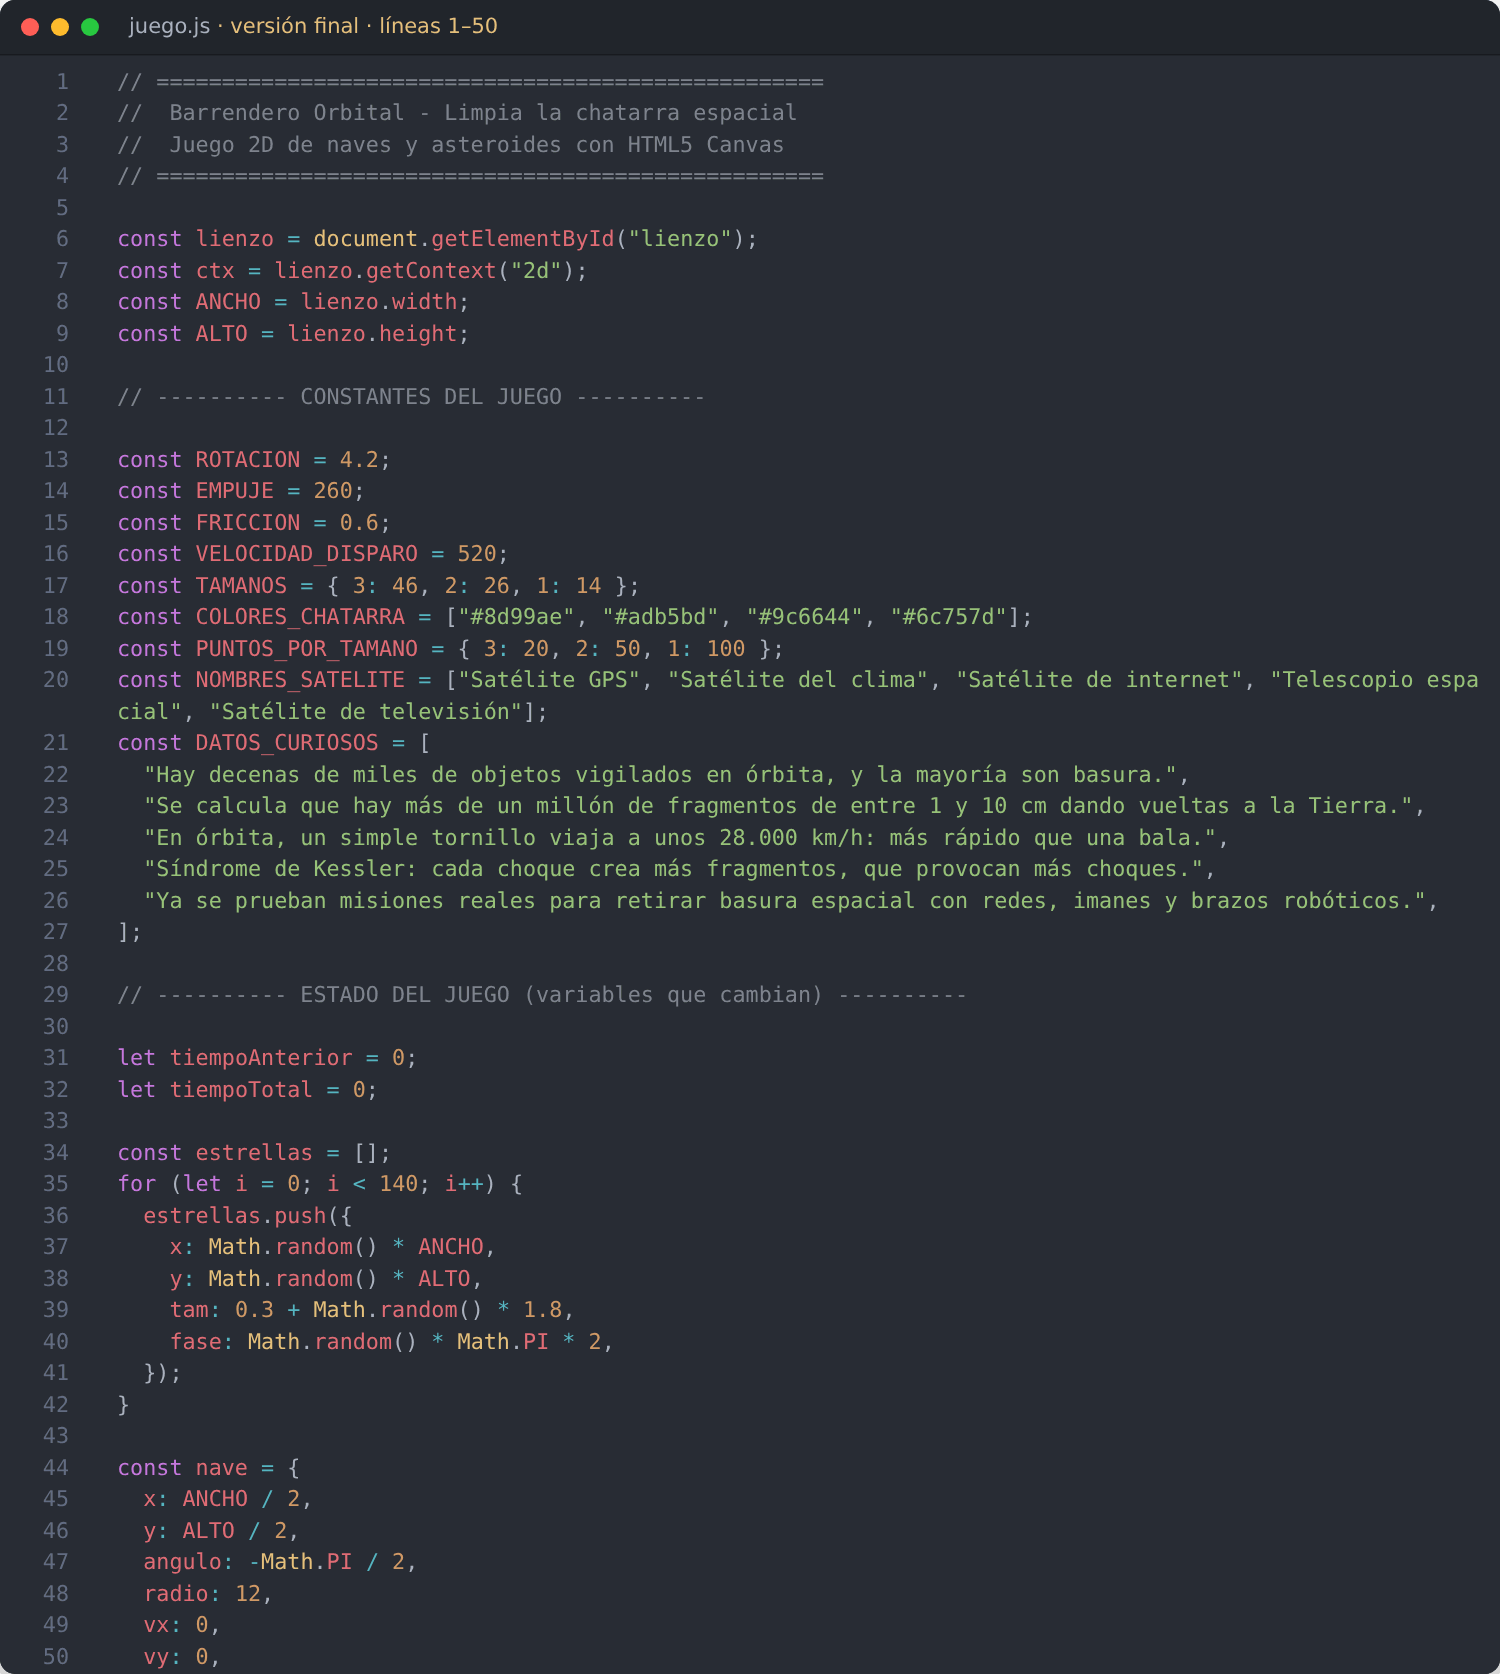 juego.js · versión final · líneas 1–50
1 // ===================================================
2 //  Barrendero Orbital - Limpia la chatarra espacial
3 //  Juego 2D de naves y asteroides con HTML5 Canvas
4 // ===================================================
5
6 const lienzo = document.getElementById("lienzo");
7 const ctx = lienzo.getContext("2d");
8 const ANCHO = lienzo.width;
9 const ALTO = lienzo.height;
10
11 // ---------- CONSTANTES DEL JUEGO ----------
12
13 const ROTACION = 4.2;
14 const EMPUJE = 260;
15 const FRICCION = 0.6;
16 const VELOCIDAD_DISPARO = 520;
17 const TAMANOS = { 3: 46, 2: 26, 1: 14 };
18 const COLORES_CHATARRA = ["#8d99ae", "#adb5bd", "#9c6644", "#6c757d"];
19 const PUNTOS_POR_TAMANO = { 3: 20, 2: 50, 1: 100 };
20 const NOMBRES_SATELITE = ["Satélite GPS", "Satélite del clima", "Satélite de internet", "Telescopio espa
cial", "Satélite de televisión"];
21 const DATOS_CURIOSOS = [
22   "Hay decenas de miles de objetos vigilados en órbita, y la mayoría son basura.",
23   "Se calcula que hay más de un millón de fragmentos de entre 1 y 10 cm dando vueltas a la Tierra.",
24   "En órbita, un simple tornillo viaja a unos 28.000 km/h: más rápido que una bala.",
25   "Síndrome de Kessler: cada choque crea más fragmentos, que provocan más choques.",
26   "Ya se prueban misiones reales para retirar basura espacial con redes, imanes y brazos robóticos.",
27 ];
28
29 // ---------- ESTADO DEL JUEGO (variables que cambian) ----------
30
31 let tiempoAnterior = 0;
32 let tiempoTotal = 0;
33
34 const estrellas = [];
35 for (let i = 0; i < 140; i++) {
36   estrellas.push({
37     x: Math.random() * ANCHO,
38     y: Math.random() * ALTO,
39     tam: 0.3 + Math.random() * 1.8,
40     fase: Math.random() * Math.PI * 2,
41   });
42 }
43
44 const nave = {
45   x: ANCHO / 2,
46   y: ALTO / 2,
47   angulo: -Math.PI / 2,
48   radio: 12,
49   vx: 0,
50   vy: 0,